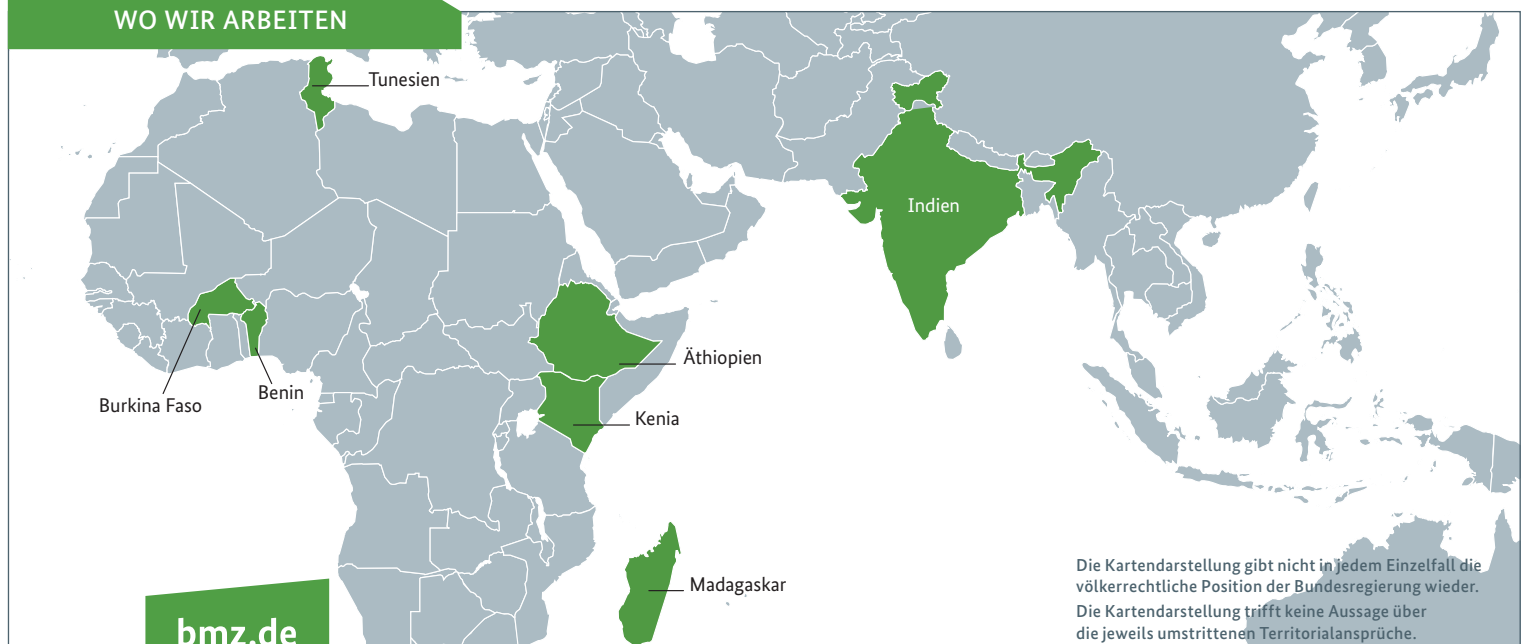 WO WIR ARBEITEN
Tunesien
Indien
Äthiopien
Burkina Faso
Benin
Kenia
Madagaskar
Die Kartendarstellung gibt nicht in jedem Einzelfall die
völkerrechtliche Position der Bundesregierung wieder.
Die Kartendarstellung trifft keine Aussage über
die jeweils umstrittenen Territorialansprüche.
bmz.de